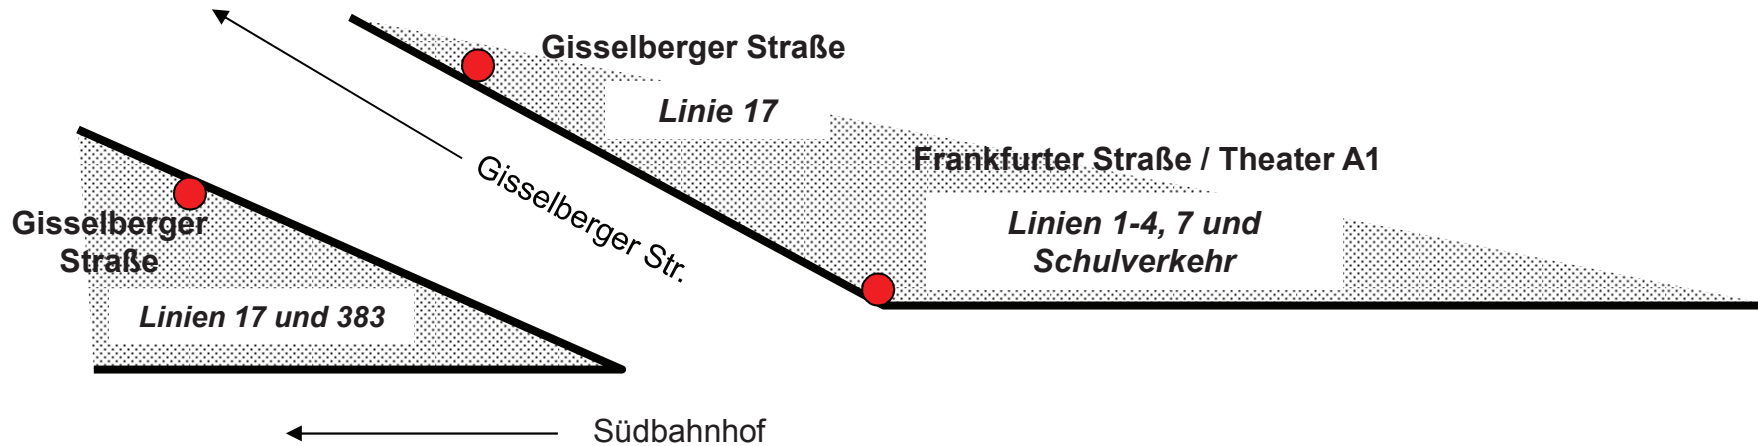 Gisselberger Straße
Linie 17
Frankfurter Straße / Theater A1
Linien 1-4, 7 und
Schulverkehr
Gisselberger Str.
Gisselberger
Straße
Linien 17 und 383
Südbahnhof